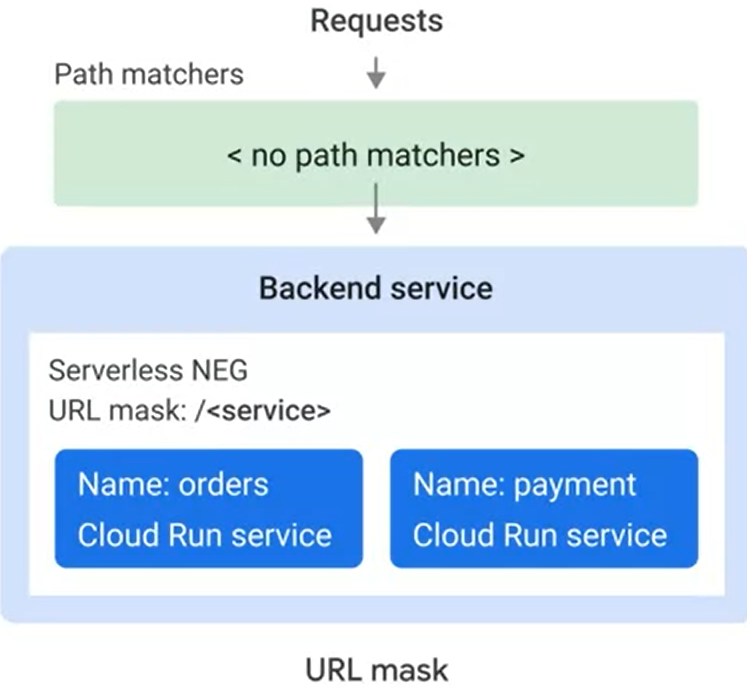 Requests
Path matchers
< no path matchers >
Backend service
Serverless NEG
URL mask: /<service>
Name: orders
Cloud Run service
Name: payment
Cloud Run service
URL mask